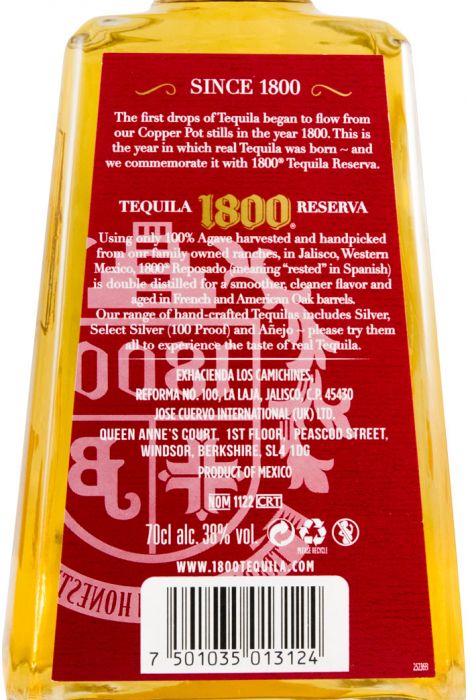 SINCE 1800
The first drops of Tequila began to flow from
our Copper Pot stills in the year 1800. This is
the year in which real Tequila was born ~ and
we commemorate it with 1800® Tequila Reserva.
TEQUILA 1800® RESERVA
Using only 100% Agave harvested and handpicked
from our family owned ranches, in Jalisco, Western
Mexico, 1800® Reposado (meaning “rested” in Spanish)
is double distilled for a smoother, cleaner flavor and
aged in French and American Oak barrels.
Our range of hand-crafted Tequilas includes Silver,
Select Silver (100 Proof) and Añejo ~ please try them
all to experience the taste of real Tequila.
EXHACIENDA LOS CAMICHINES,
REFORMA NO. 100, LA LAJA, JALISCO, C.P. 45430
JOSE CUERVO INTERNATIONAL (UK) LTD.
QUEEN ANNE'S COURT, 1ST FLOOR, PEASCOD STREET,
WINDSOR, BERKSHIRE, SL4 1DG
PRODUCT OF MEXICO
NOM 1122 CRT
70cl alc. 38% vol.
PLEASE RECYCLE
WWW.1800TEQUILA.COM
HONEST
7 501035 013124